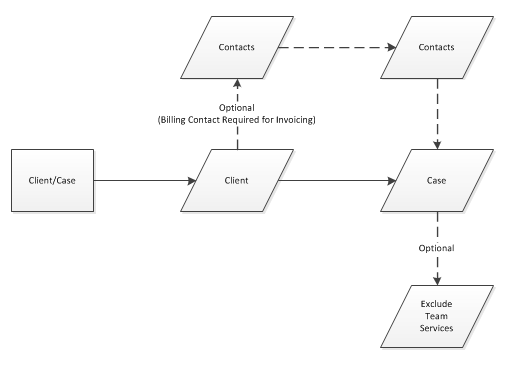 Contacts
Contacts
Optional
(Billing Contact Required for Invoicing)
Client/Case
Client
Case
Optional
Exclude
Team
Services